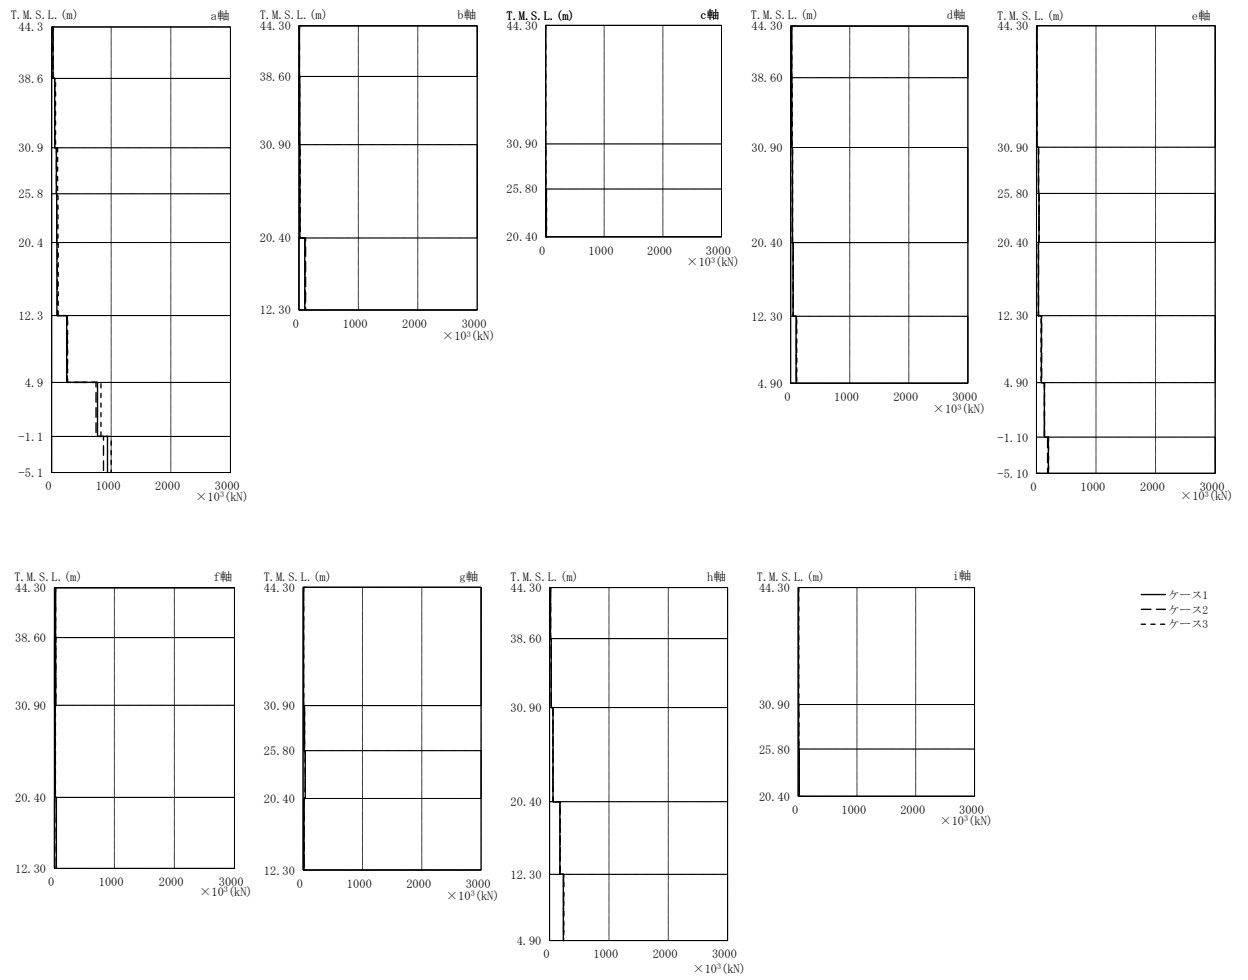 T.M.S.L.(m) a軸
44.3
38.6
30.9
25.8
20.4
12.3
4.9
-1.1
-5.1
0 1000 2000 3000
×10³(kN)
T.M.S.L.(m) b軸
44.30
38.60
30.90
20.40
12.30
0 1000 2000 3000
×10³(kN)
T.M.S.L.(m) c軸
44.30
30.90
25.80
20.40
0 1000 2000 3000
×10³(kN)
T.M.S.L.(m) d軸
44.30
38.60
30.90
20.40
12.30
4.90
0 1000 2000 3000
×10³(kN)
T.M.S.L.(m) e軸
44.30
30.90
25.80
20.40
12.30
4.90
-1.10
-5.10
0 1000 2000 3000
×10³(kN)
T.M.S.L.(m) f軸
44.30
38.60
30.90
20.40
12.30
0 1000 2000 3000
×10³(kN)
T.M.S.L.(m) g軸
44.30
30.90
25.80
20.40
12.30
0 1000 2000 3000
×10³(kN)
T.M.S.L.(m) h軸
44.30
38.60
30.90
20.40
12.30
4.90
0 1000 2000 3000
×10³(kN)
T.M.S.L.(m) i軸
44.30
30.90
25.80
20.40
0 1000 2000 3000
×10³(kN)
ケース1
ケース2
ケース3